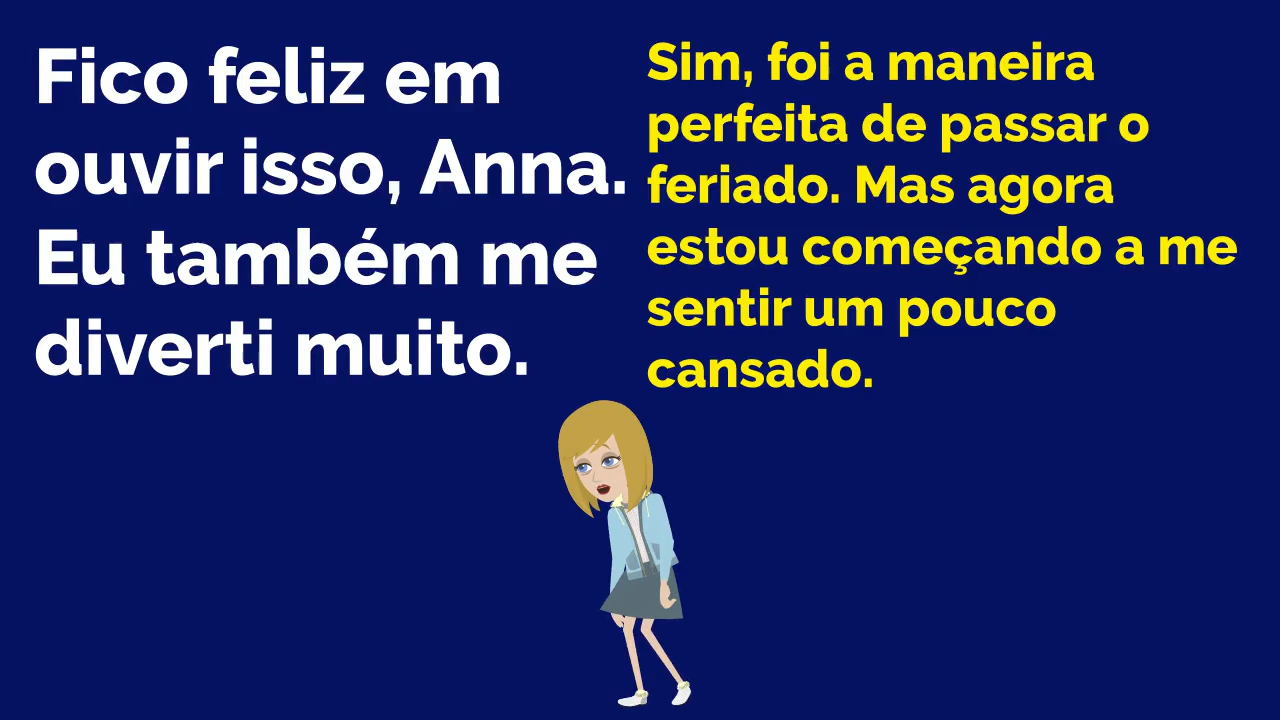 Fico feliz em
ouvir isso, Anna.
Eu também me
diverti muito.
Sim, foi a maneira
perfeita de passar o
feriado. Mas agora
estou começando a me
sentir um pouco
cansado.